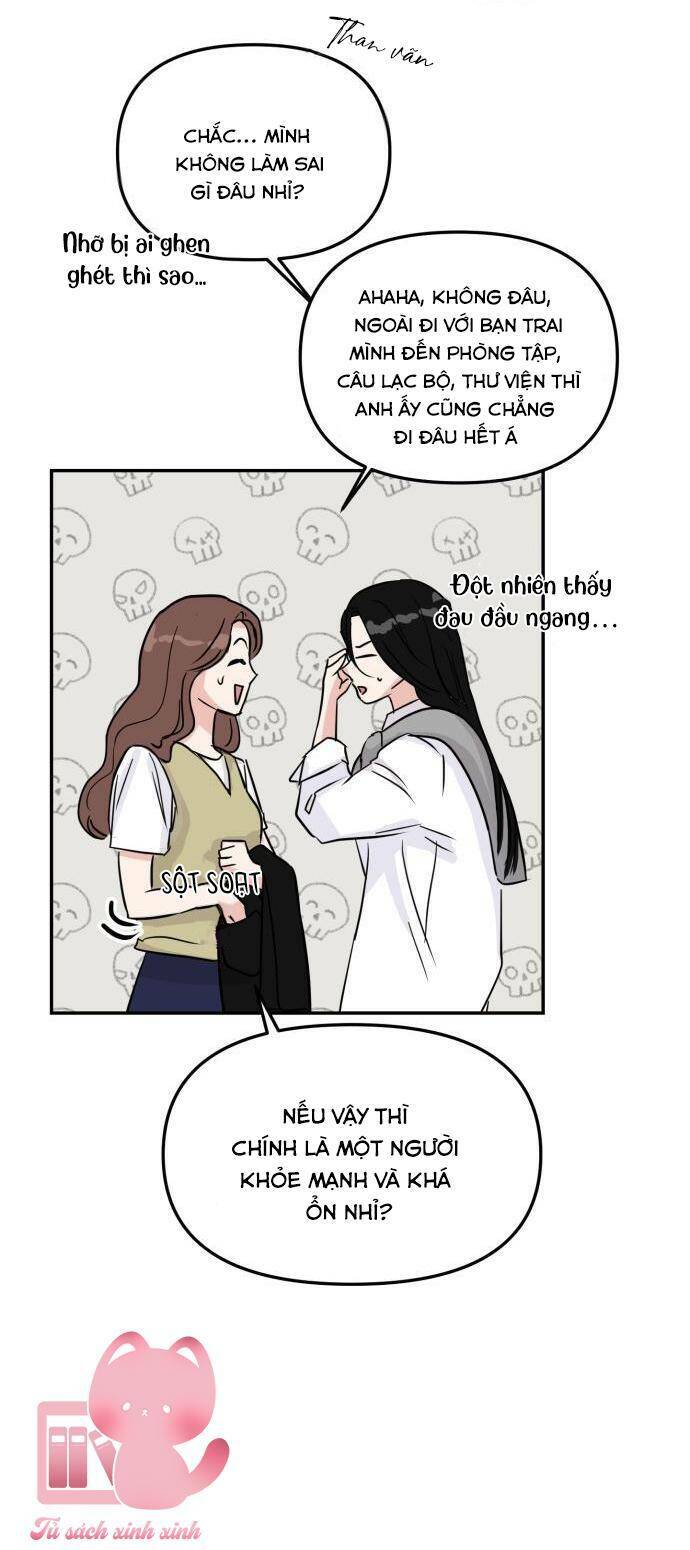 Than vãn
CHẮC... MÌNH
KHÔNG LÀM SAI
GÌ ĐÂU NHỈ?
Nhỡ bị ai ghen
ghét thì sao...
AHAHA, KHÔNG ĐÂU,
NGOÀI ĐI VỚI BẠN TRAI
MÌNH ĐẾN PHÒNG TẬP,
CÂU LẠC BỘ, THƯ VIỆN THÌ
ANH ẤY CŨNG CHẲNG
ĐI ĐÂU HẾT Á
Đột nhiên thấy
đau đầu ngang...
SỘT SOẠT
NẾU VẬY THÌ
CHÍNH LÀ MỘT NGƯỜI
KHỎE MẠNH VÀ KHÁ
ỔN NHỈ?
Tủ sách xinh xinh